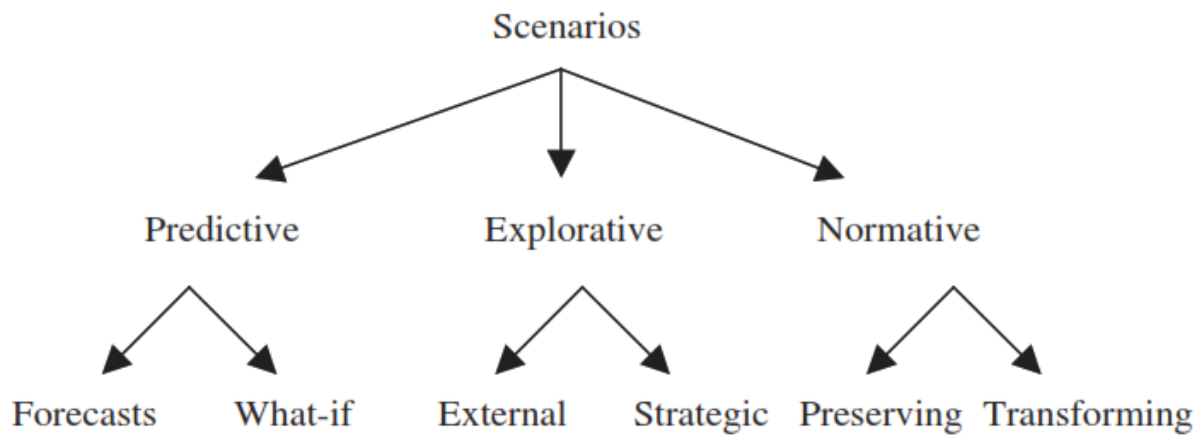 Scenarios
Predictive Explorative Normative
Forecasts What-if External Strategic Preserving Transforming